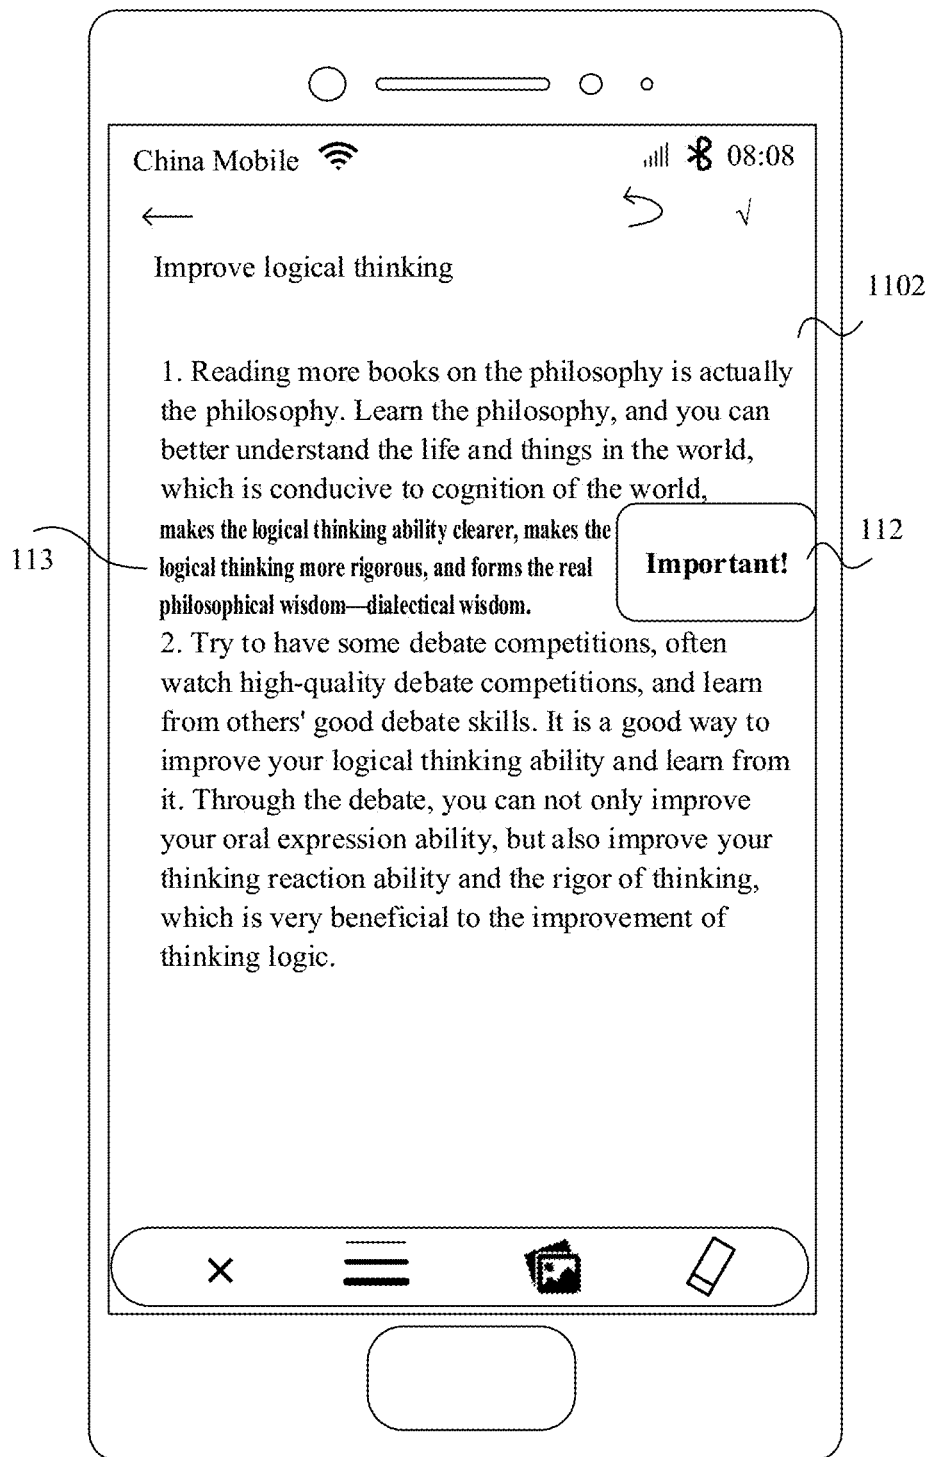 China Mobile 08:08
√
Improve logical thinking
1102
1. Reading more books on the philosophy is actually
the philosophy. Learn the philosophy, and you can
better understand the life and things in the world,
which is conducive to cognition of the world,
makes the logical thinking ability clearer, makes the
logical thinking more rigorous, and forms the real
philosophical wisdom—dialectical wisdom.
113
Important!
112
2. Try to have some debate competitions, often
watch high-quality debate competitions, and learn
from others' good debate skills. It is a good way to
improve your logical thinking ability and learn from
it. Through the debate, you can not only improve
your oral expression ability, but also improve your
thinking reaction ability and the rigor of thinking,
which is very beneficial to the improvement of
thinking logic.